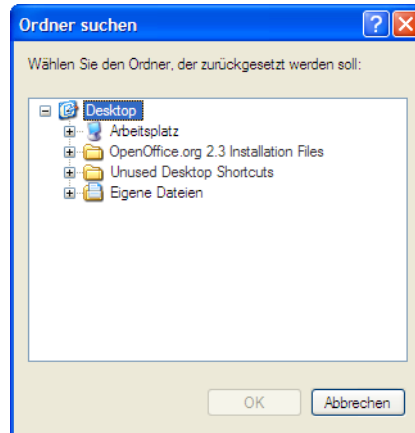 Ordner suchen
Wählen Sie den Ordner, der zurückgesetzt werden soll:
Desktop
Arbeitsplatz
OpenOffice.org 2.3 Installation Files
Unused Desktop Shortcuts
Eigene Dateien
OK Abbrechen